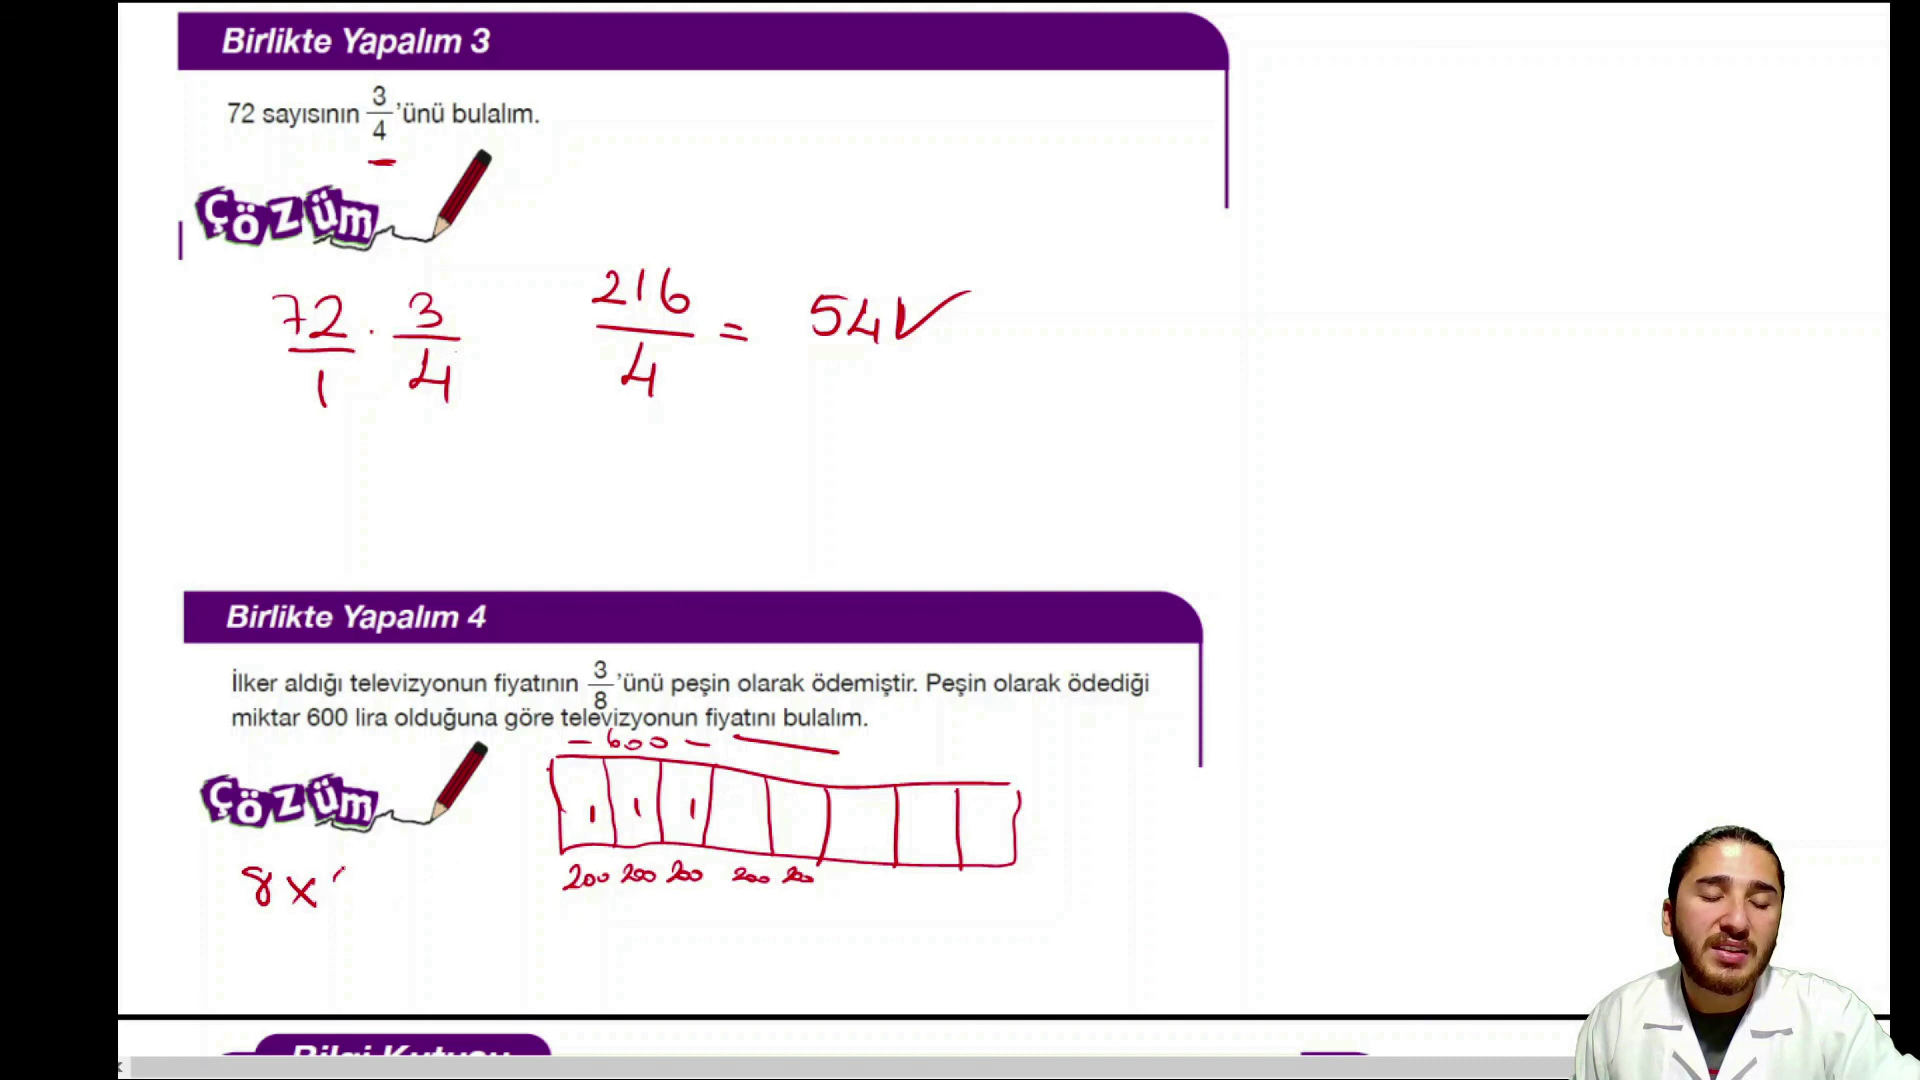 Birlikte Yapalım 3
72 sayısının 3/4 'ünü bulalım.
Çözüm
72/1 . 3/4 216/4 = 54 ✓
Birlikte Yapalım 4
İlker aldığı televizyonun fiyatının 3/8 'ünü peşin olarak ödemiştir. Peşin olarak ödediği
miktar 600 lira olduğuna göre televizyonun fiyatını bulalım.
- 600 -
Çözüm
1 1 1
200 200 200 200 200
8 x
Bilgi Kutusu